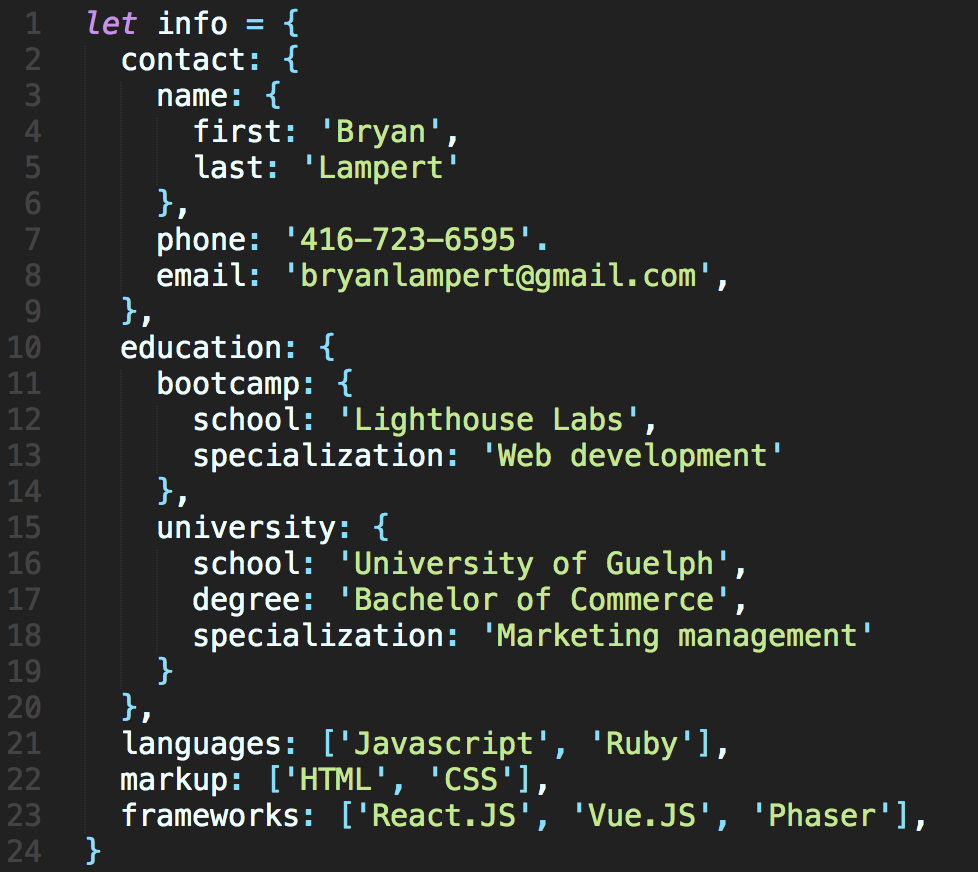 1 let info = {
2 contact: {
3 name: {
4 first: 'Bryan',
5 last: 'Lampert'
6 },
7 phone: '416-723-6595'.
8 email: 'bryanlampert@gmail.com',
9 },
10 education: {
11 bootcamp: {
12 school: 'Lighthouse Labs',
13 specialization: 'Web development'
14 },
15 university: {
16 school: 'University of Guelph',
17 degree: 'Bachelor of Commerce',
18 specialization: 'Marketing management'
19 }
20 },
21 languages: ['Javascript', 'Ruby'],
22 markup: ['HTML', 'CSS'],
23 frameworks: ['React.JS', 'Vue.JS', 'Phaser'],
24 }